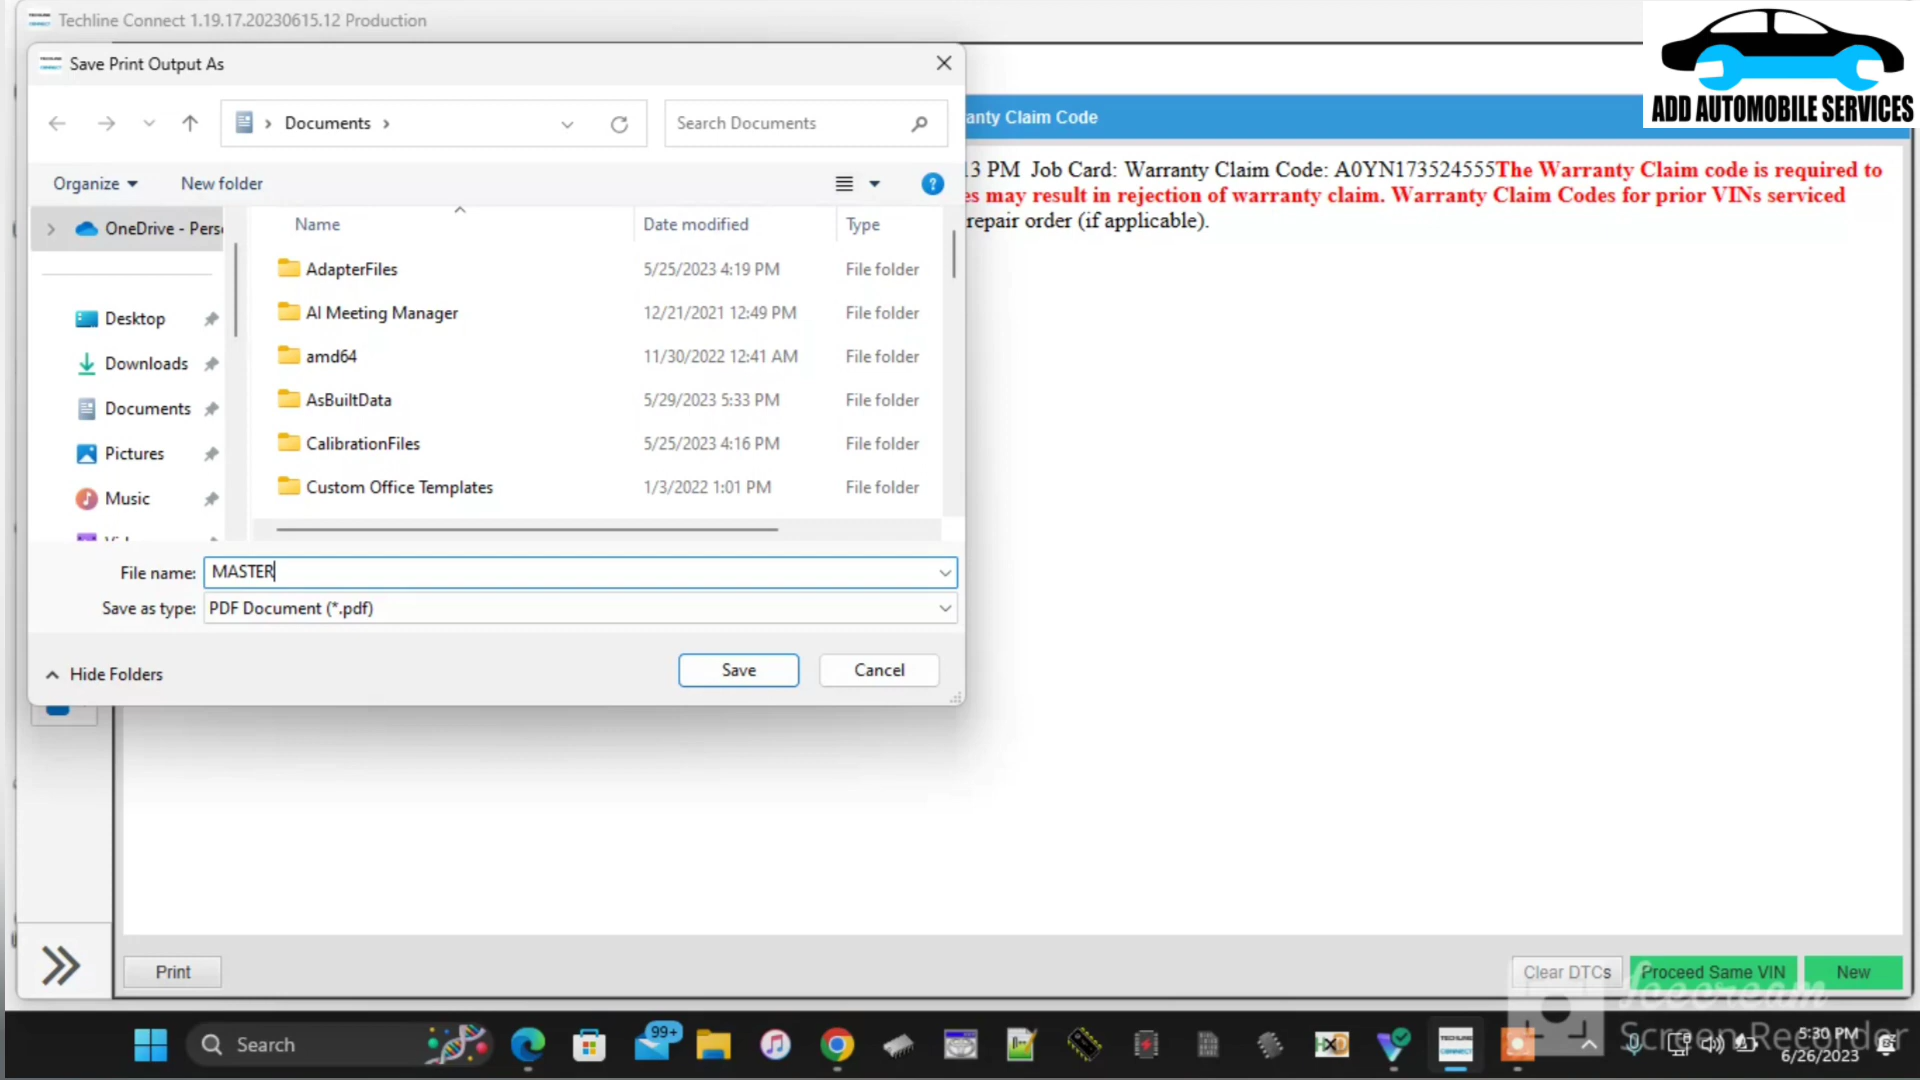 Techline Connect 1.19.17.20230615.12 Production
ADD AUTOMOBILE SERVICES
Save Print Output As
Documents
Search Documents
anty Claim Code
13 PM Job Card: Warranty Claim Code: A0YN173524555The Warranty Claim code is required to
es may result in rejection of warranty claim. Warranty Claim Codes for prior VINs serviced
repair order (if applicable).
Organize
New folder
OneDrive - Pers
Name Date modified Type
AdapterFiles 5/25/2023 4:19 PM File folder
AI Meeting Manager 12/21/2021 12:49 PM File folder
Desktop
amd64 11/30/2022 12:41 AM File folder
Downloads
AsBuiltData 5/29/2023 5:33 PM File folder
Documents
CalibrationFiles 5/25/2023 4:16 PM File folder
Pictures
Custom Office Templates 1/3/2022 1:01 PM File folder
Music
File name: MASTER
Save as type: PDF Document (*.pdf)
Hide Folders
Save
Cancel
Print
Clear DTCs
Proceed Same VIN
New
Icecream
Screen Recorder
Search
99+
TECHLINE
CONNECT
5:30 PM
6/26/2023